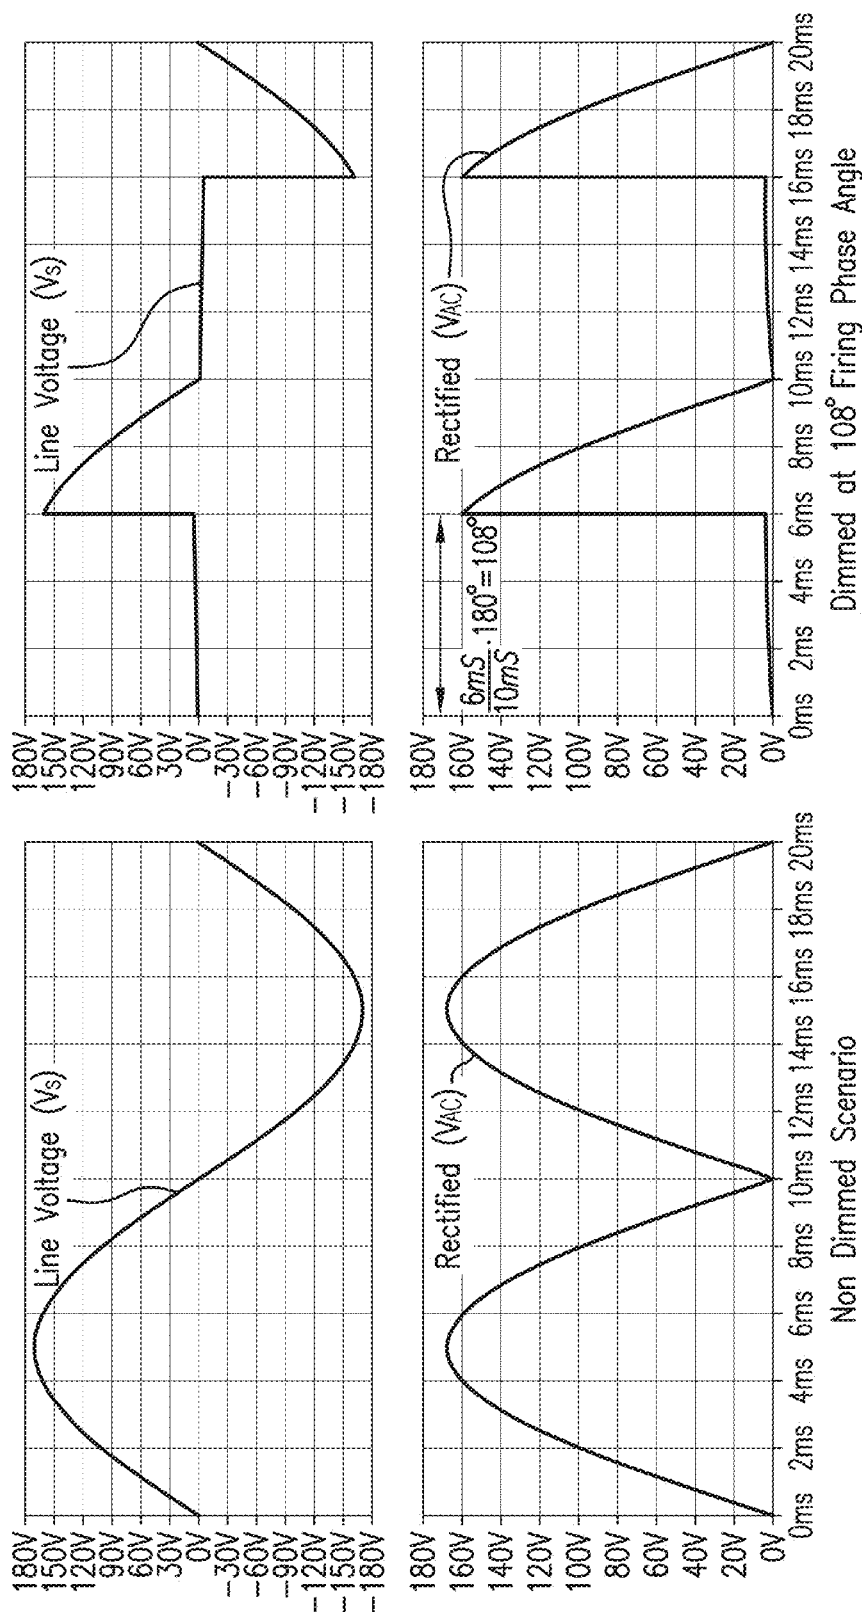 180V
150V
120V
90V
60V
30V
0V
-30V
-60V
-90V
-120V
-150V
-180V
Line Voltage (Vs)
180V
160V
140V
120V
100V
80V
60V
40V
20V
0V
Rectified (VAC)
0ms 2ms 4ms 6ms 8ms 10ms 12ms 14ms 16ms 18ms 20ms
Non Dimmed Scenario
180V
150V
120V
90V
60V
30V
0V
-30V
-60V
-90V
-120V
-150V
-180V
Line Voltage (Vs)
180V
160V
140V
120V
100V
80V
60V
40V
20V
0V
6mS
10mS
·180°=108°
Rectified (VAC)
0ms 2ms 4ms 6ms 8ms 10ms 12ms 14ms 16ms 18ms 20ms
Dimmed at 108° Firing Phase Angle